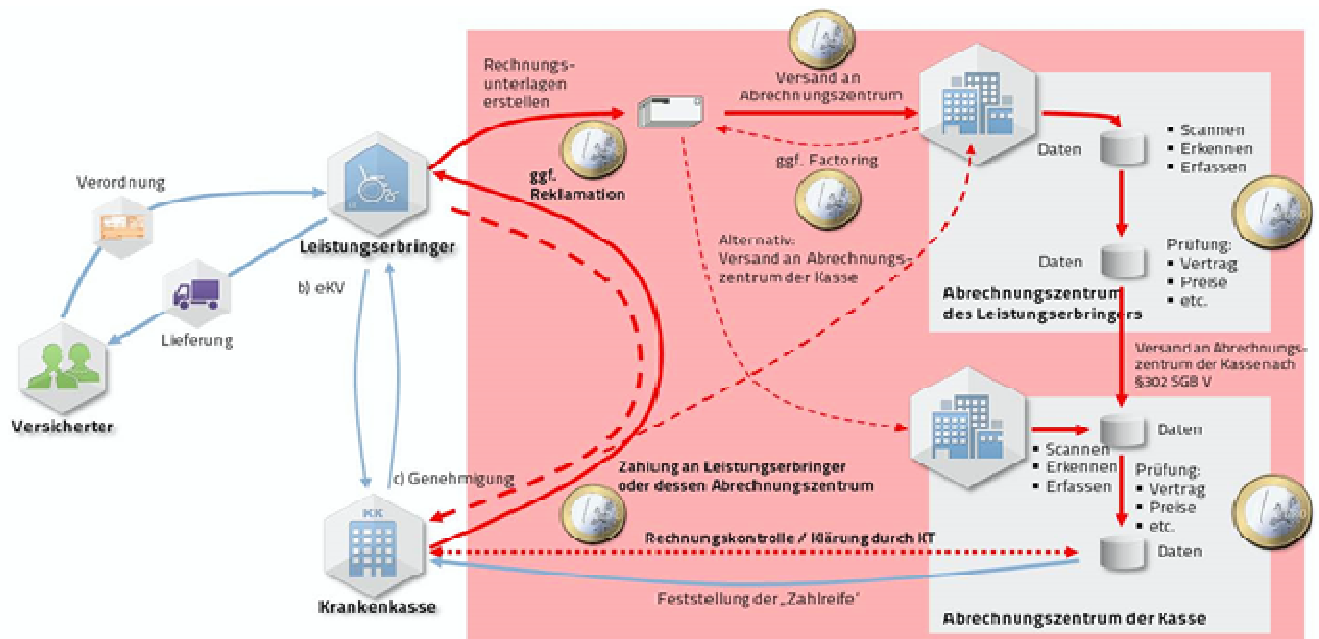 Rechnungs-
unterlagen
erstellen
Versand an
Abrechnungszentrum
Daten
▪ Scannen
▪ Erkennen
▪ Erfassen
ggf. Factoring
ggf.
Reklamation
Verordnung
Leistungserbringer
Alternativ:
Versand an Abrechnungs-
zentrum der Kasse
Daten
Prüfung:
▪ Vertrag
▪ Preise
▪ etc.
Abrechnungszentrum
des Leistungserbringers
b) eKV
Lieferung
Versand an Abrechnungs-
zentrum der Kasse nach
§302 SGB V
Versicherter
Daten
▪ Scannen
▪ Erkennen
▪ Erfassen
Prüfung:
▪ Vertrag
▪ Preise
▪ etc.
c) Genehmigung
Zahlung an Leistungserbringer
oder dessen Abrechnungszentrum
KK
Rechnungskontrolle / Klärung durch KT
Daten
Krankenkasse
Feststellung der „Zahlreife“
Abrechnungszentrum der Kasse